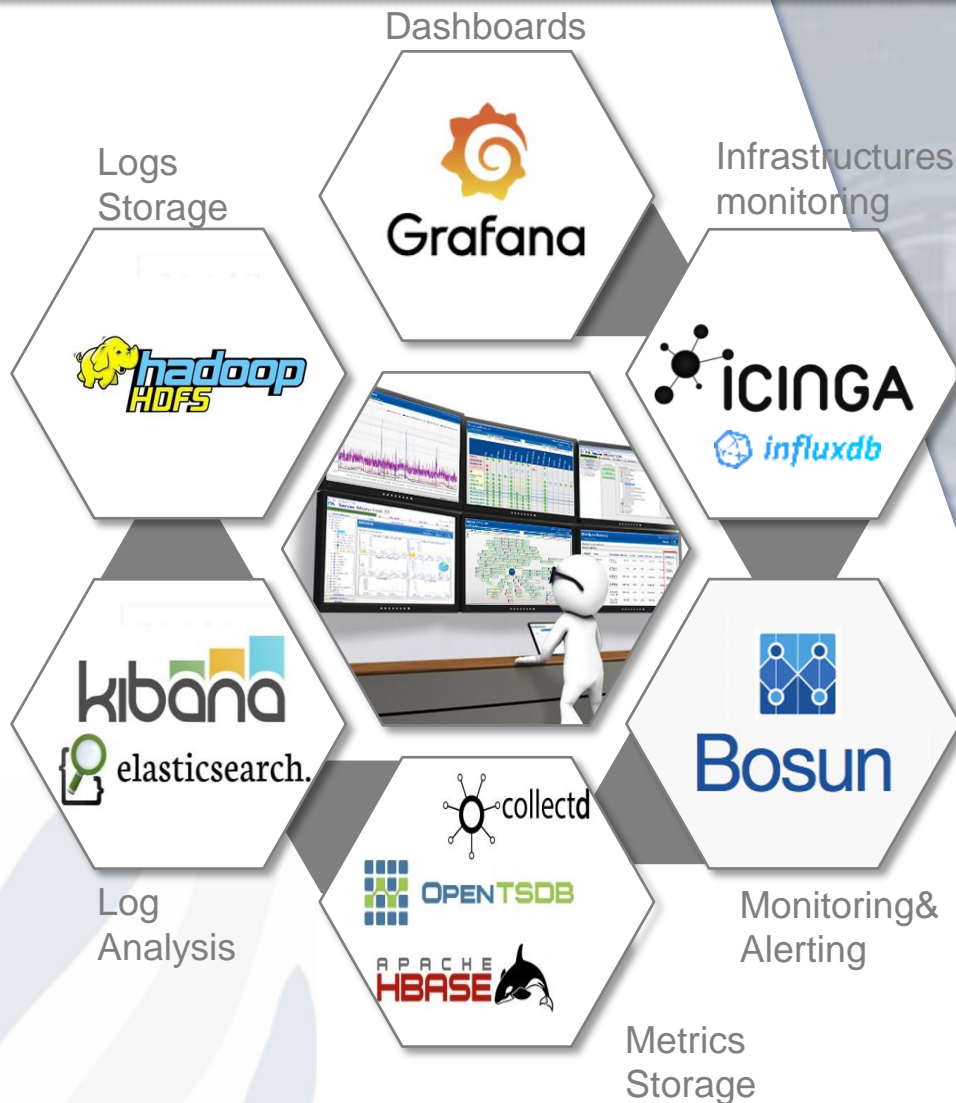 Dashboards
Grafana
Logs
Storage
hadoop
HDFS
Infrastructures
monitoring
ICINGA
influxdb
kibana
elasticsearch.
Log
Analysis
collectd
OPENTSDB
APACHE
HBASE
Metrics
Storage
Bosun
Monitoring&
Alerting